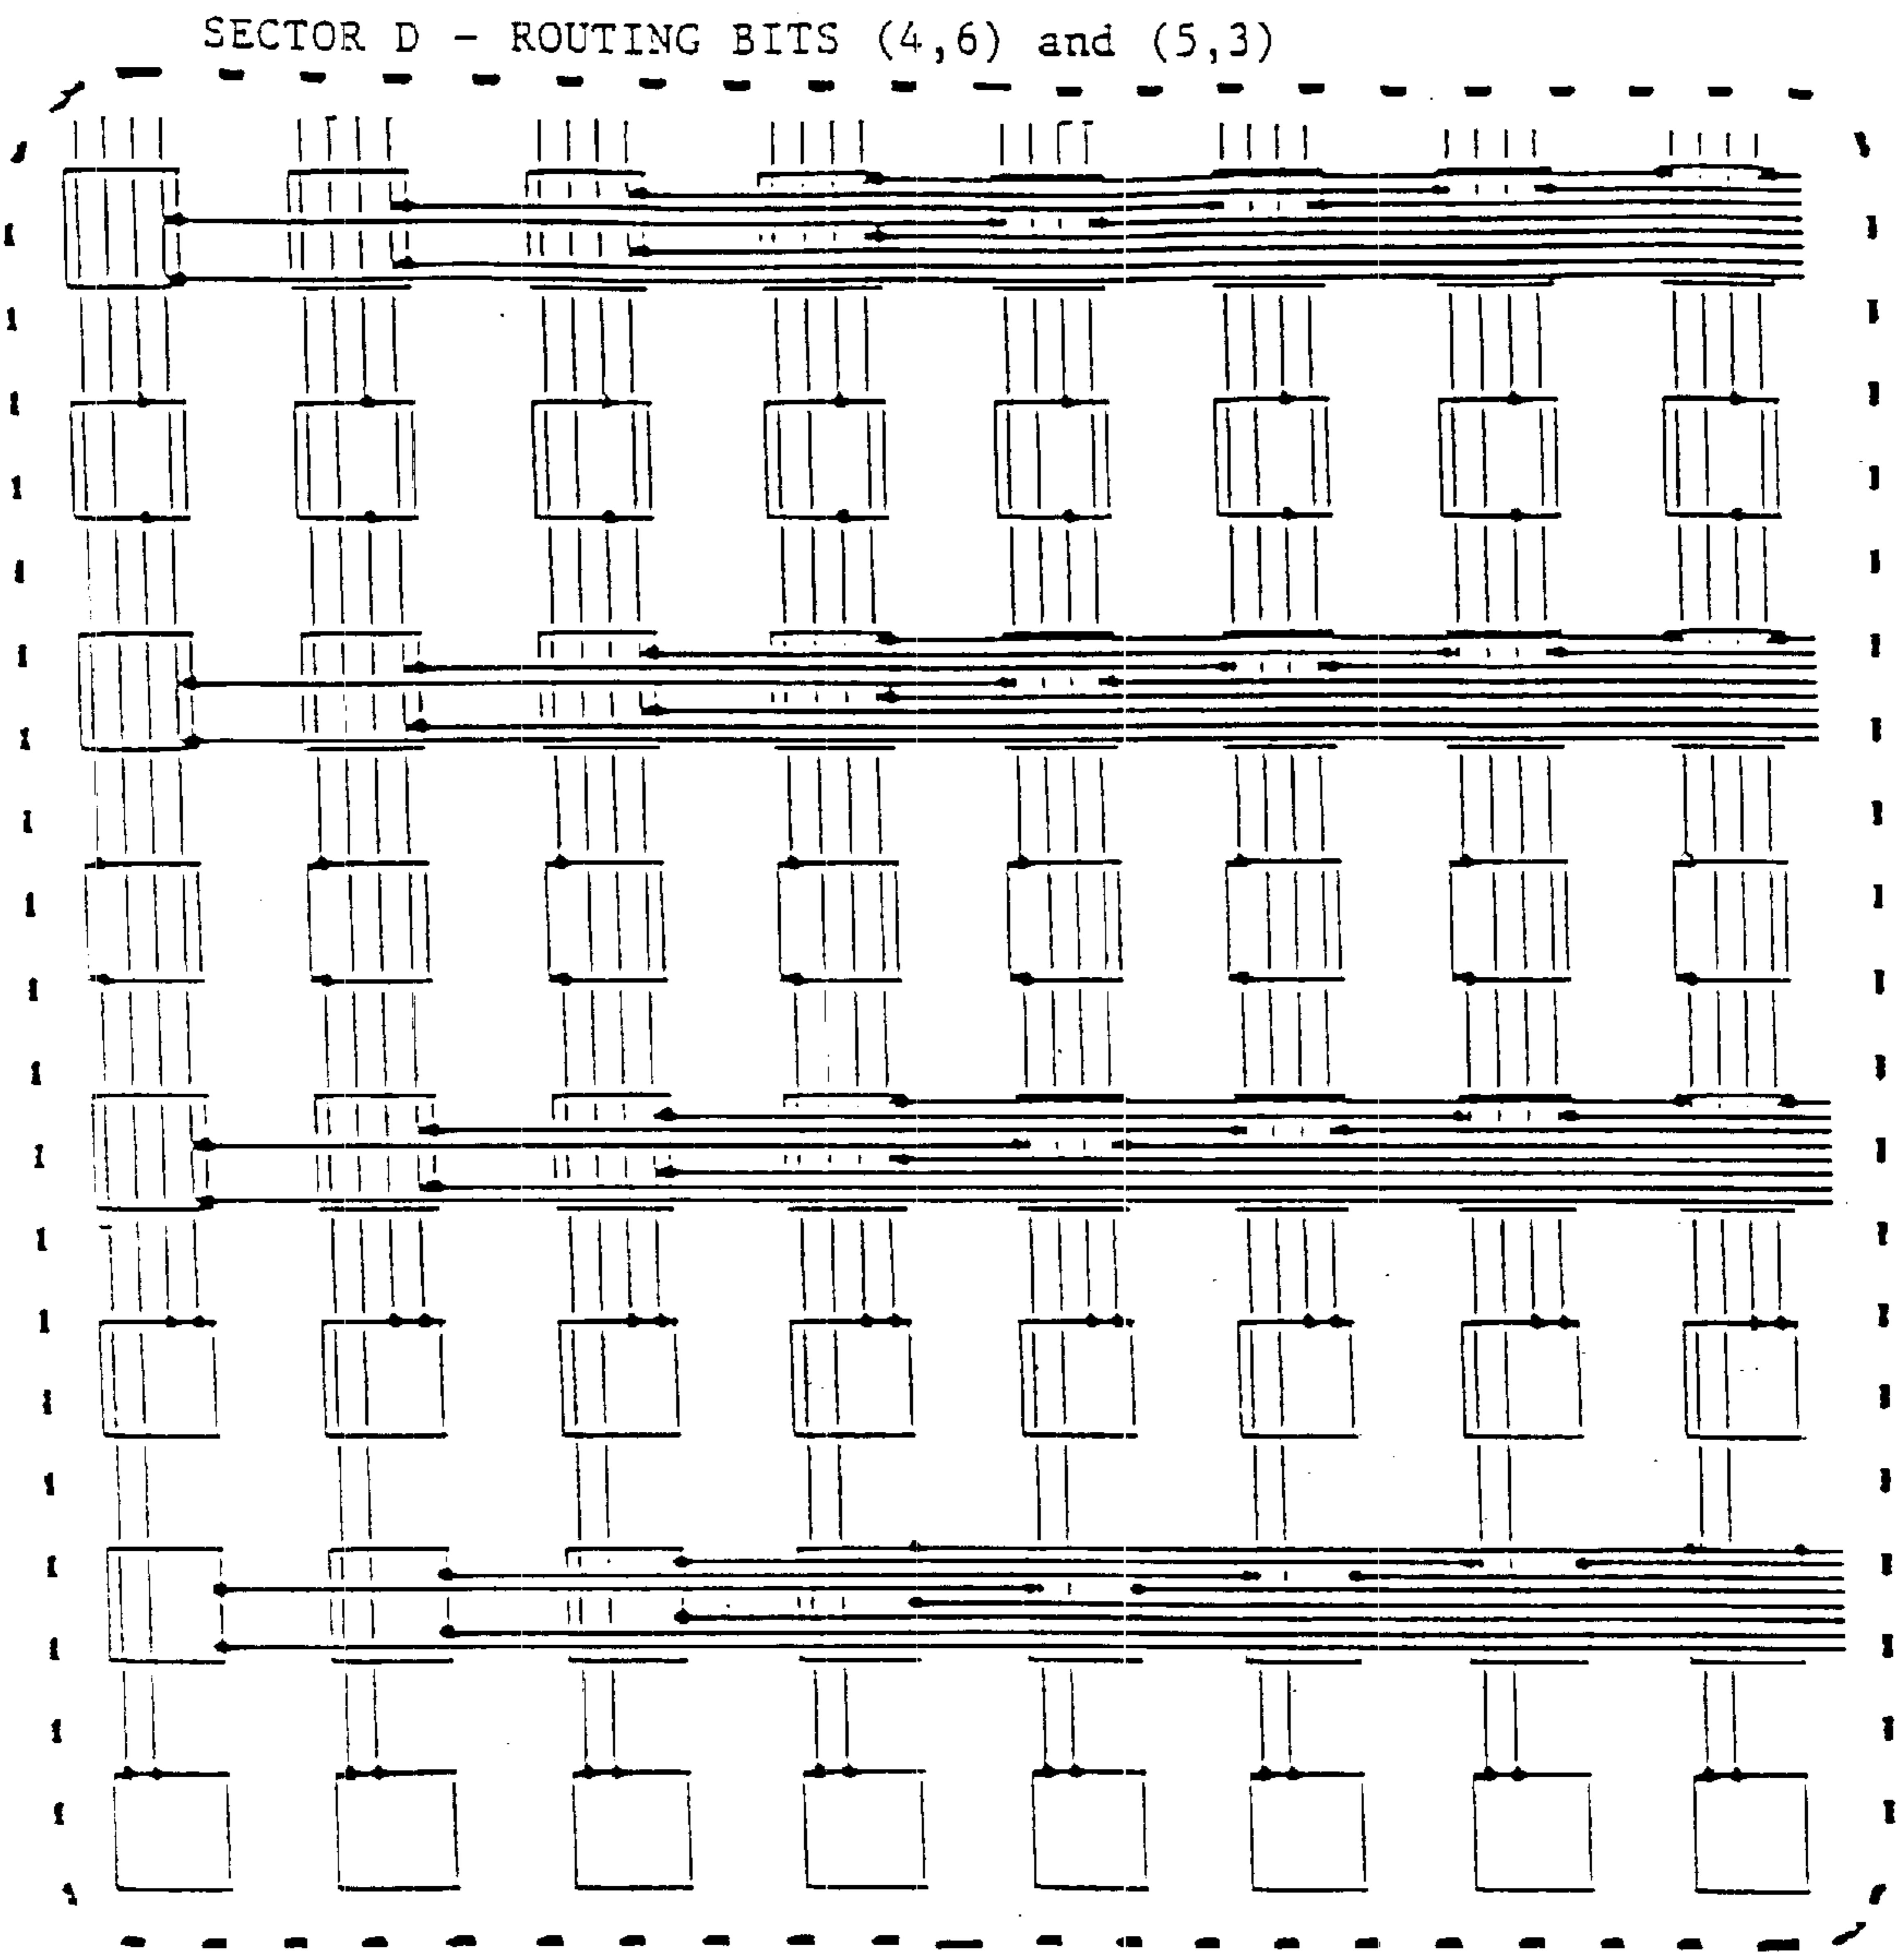 SECTOR D - ROUTING BITS (4,6) and (5,3)